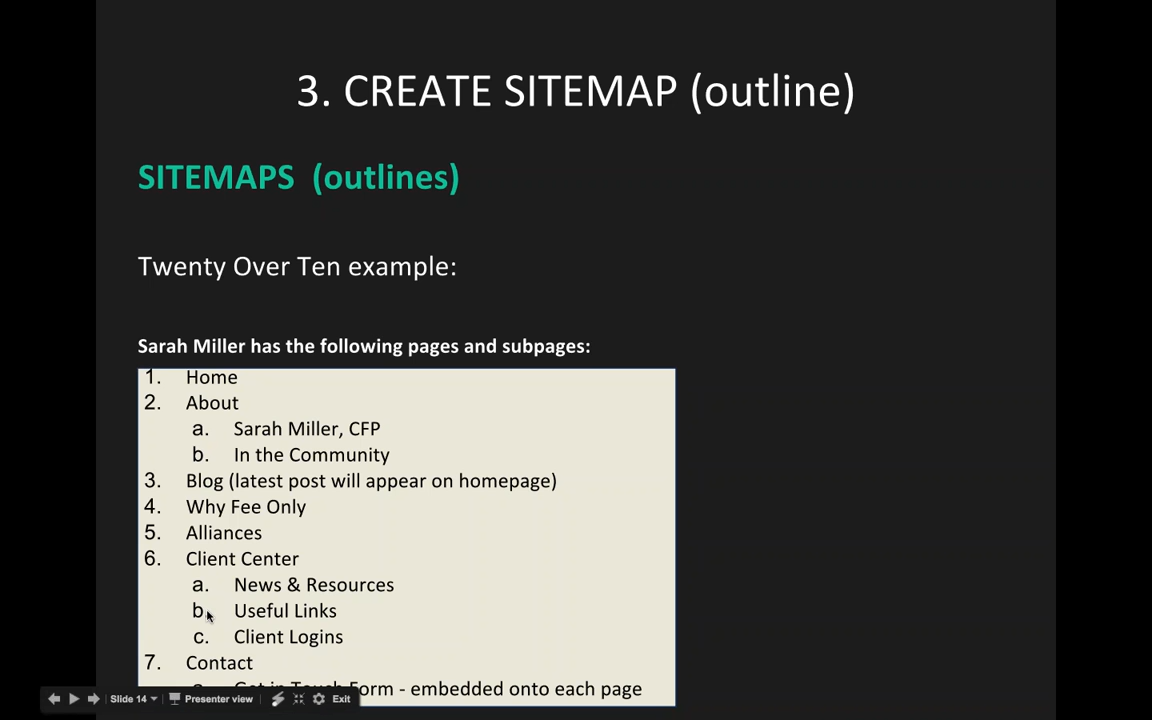 3. CREATE SITEMAP (outline)
SITEMAPS (outlines)
Twenty Over Ten example:
Sarah Miller has the following pages and subpages:
1. Home
2. About
a. Sarah Miller, CFP
b. In the Community
3. Blog (latest post will appear on homepage)
4. Why Fee Only
5. Alliances
6. Client Center
a. News & Resources
b. Useful Links
c. Client Logins
7. Contact
a. Get in Touch Form - embedded onto each page
Slide 14 Presenter view Exit